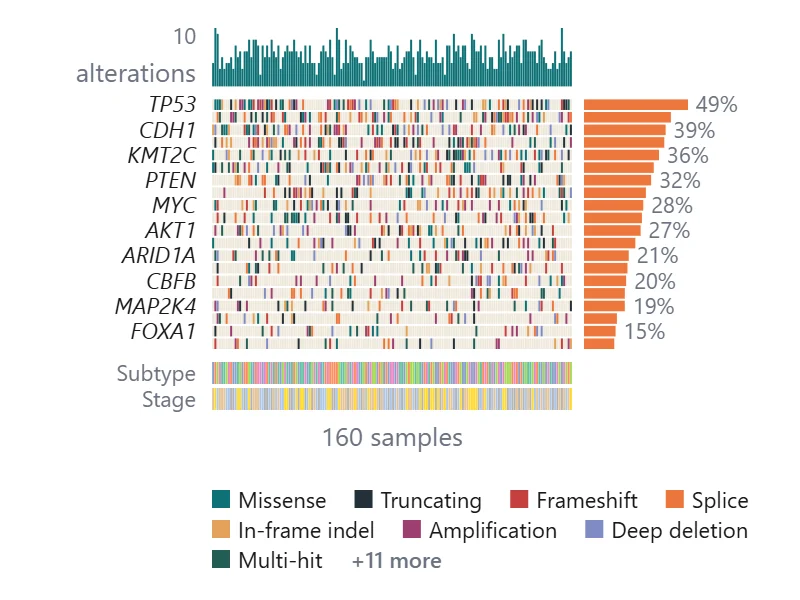 10
alterations
TP53 49%
CDH1 39%
KMT2C 36%
PTEN 32%
MYC 28%
AKT1 27%
ARID1A 21%
CBFB 20%
MAP2K4 19%
FOXA1 15%
Subtype
Stage
160 samples
Missense Truncating Frameshift Splice
In-frame indel Amplification Deep deletion
Multi-hit +11 more